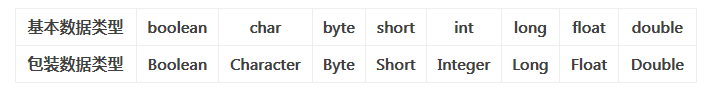 基本数据类型 boolean char byte short int long float double
包装数据类型 Boolean Character Byte Short Integer Long Float Double